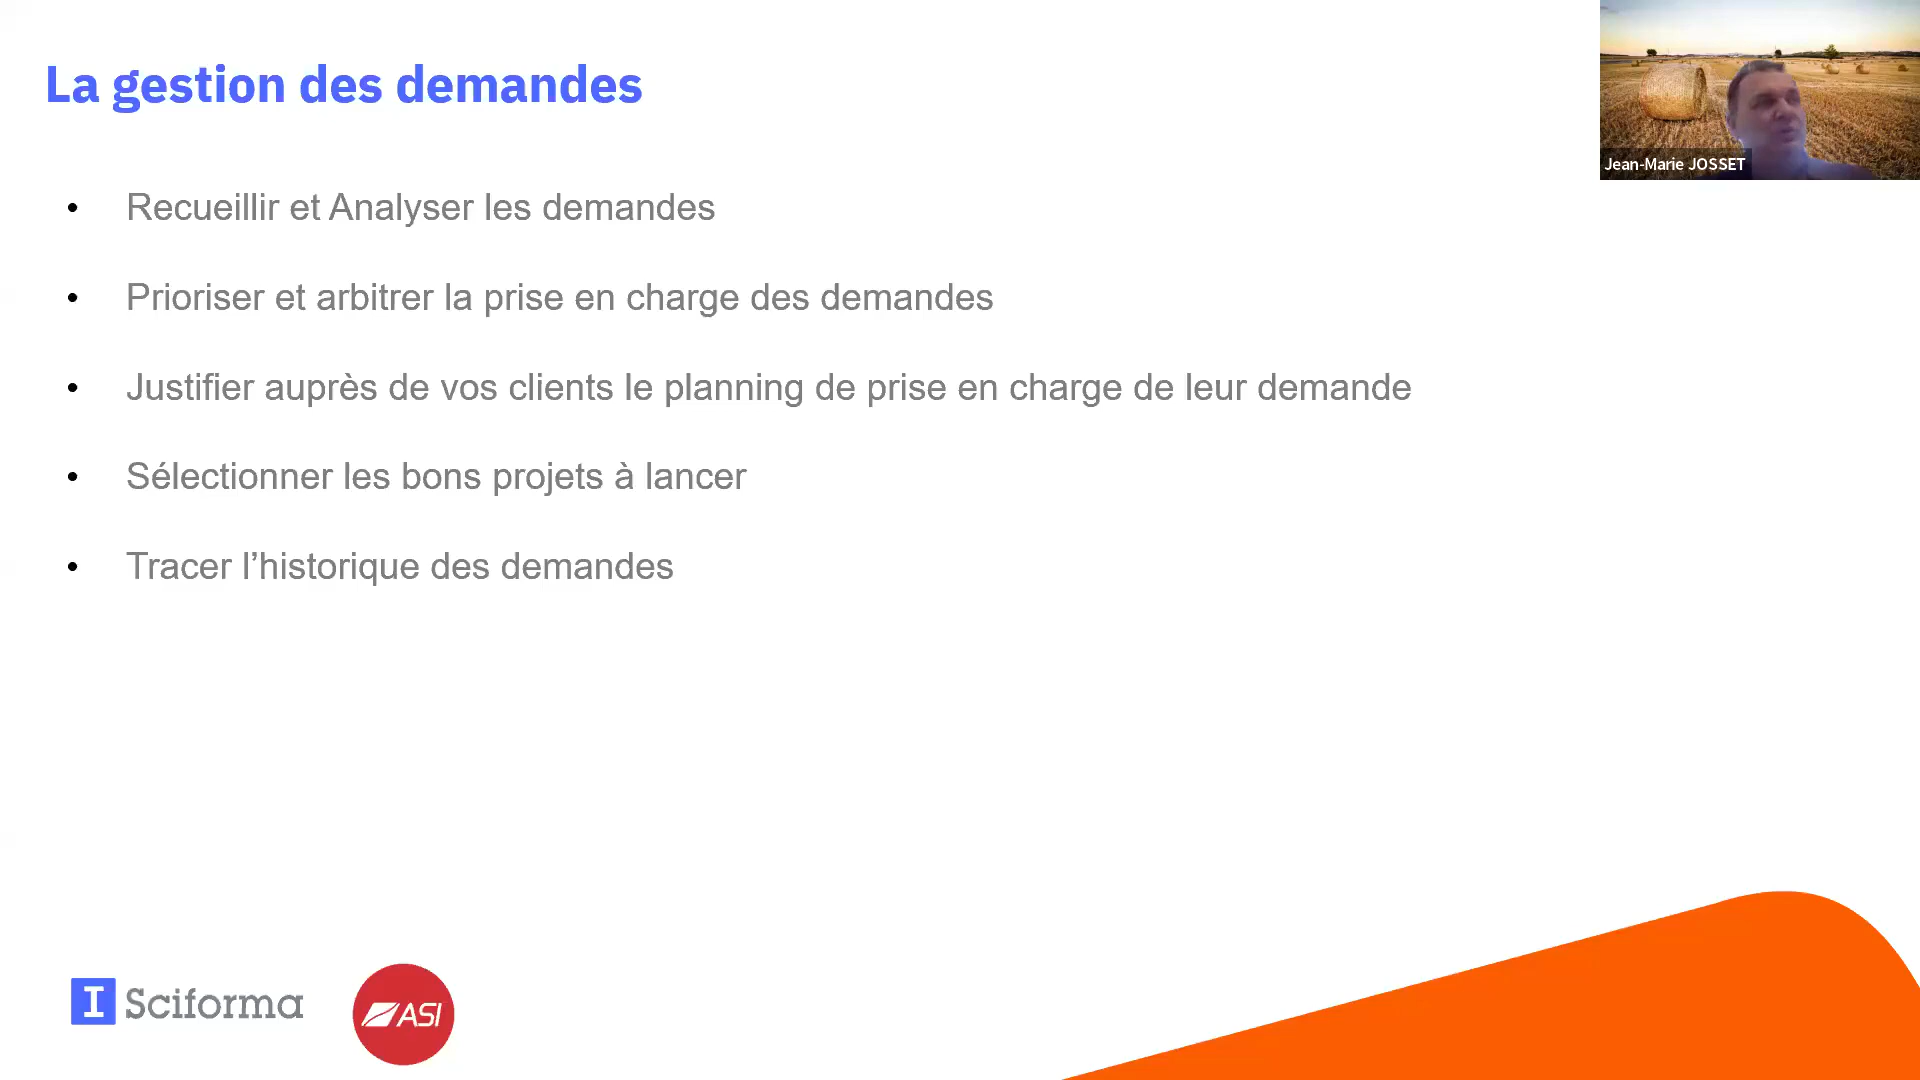 La gestion des demandes
Jean-Marie JOSSET
• Recueillir et Analyser les demandes
• Prioriser et arbitrer la prise en charge des demandes
• Justifier auprès de vos clients le planning de prise en charge de leur demande
• Sélectionner les bons projets à lancer
• Tracer l’historique des demandes
I Sciforma
ASI